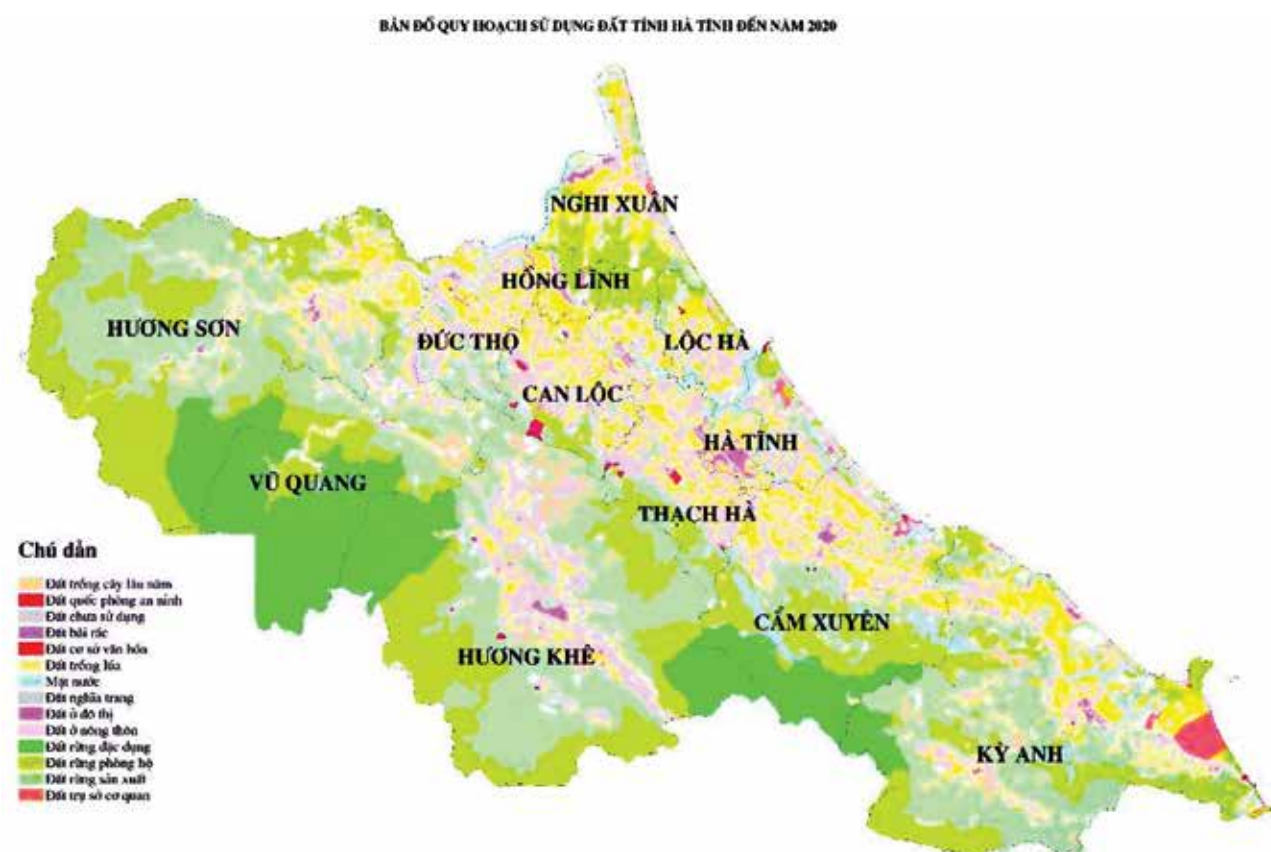 BẢN ĐỒ QUY HOẠCH SỬ DỤNG ĐẤT TỈNH HÀ TĨNH ĐẾN NĂM 2020
NGHI XUÂN
HỒNG LĨNH
HƯƠNG SƠN
ĐỨC THỌ
LỘC HÀ
CAN LỘC
HÀ TĨNH
VŨ QUANG
THẠCH HÀ
CẨM XUYÊN
HƯƠNG KHÊ
KỲ ANH
Chú dẫn
Đất trồng cây lâu năm
Đất quốc phòng an ninh
Đất chưa sử dụng
Đất bãi rác
Đất cơ sở văn hóa
Đất trồng lúa
Mặt nước
Đất nghĩa trang
Đất ở đô thị
Đất ở nông thôn
Đất rừng đặc dụng
Đất rừng phòng hộ
Đất rừng sản xuất
Đất trụ sở cơ quan